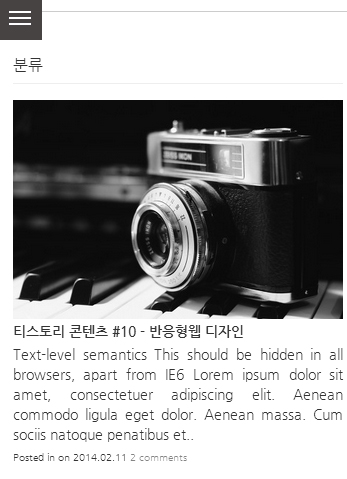 분류
티스토리 콘텐츠 #10 - 반응형웹 디자인
Text-level semantics This should be hidden in all
browsers, apart from IE6 Lorem ipsum dolor sit
amet, consectetuer adipiscing elit. Aenean
commodo ligula eget dolor. Aenean massa. Cum
sociis natoque penatibus et..
Posted in on 2014.02.11 2 comments